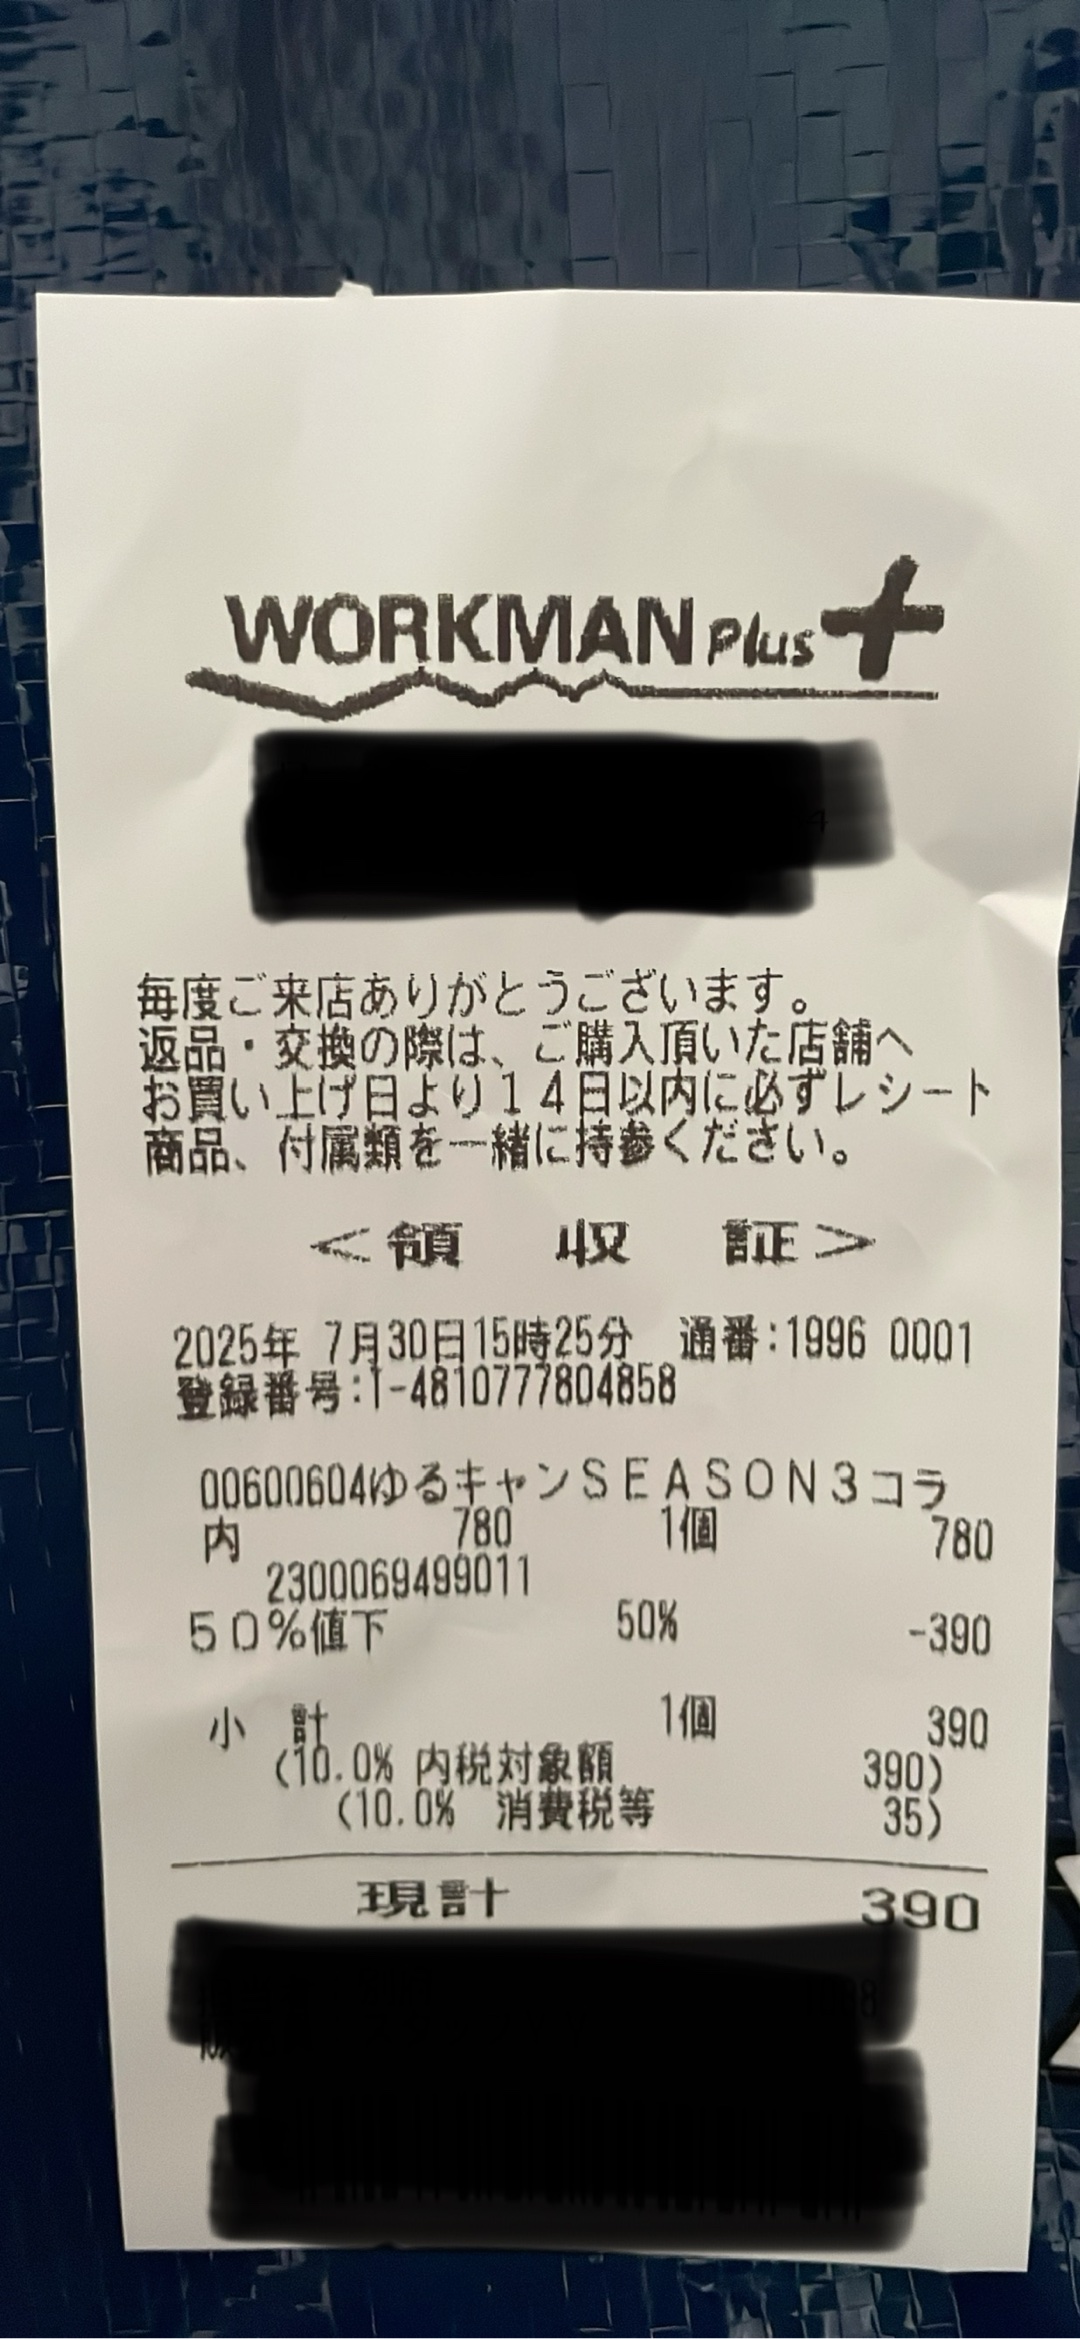 WORKMAN Plus+
毎度ご来店ありがとうございます。
返品・交換の際は、ご購入頂いた店舗へ
お買い上げ日より14日以内に必ずレシート
商品、付属類を一緒に持参ください。
<領 収 証>
2025年 7月30日15時25分 通番:1996 0001
登録番号:T-4810777804858
00600604ゆるキャンSEASON3コラ
内 780 1個 780
2300069499011
50%値下 50% -390
小 計 1個 390
(10.0% 内税対象額 390)
(10.0% 消費税等 35)
現計 390